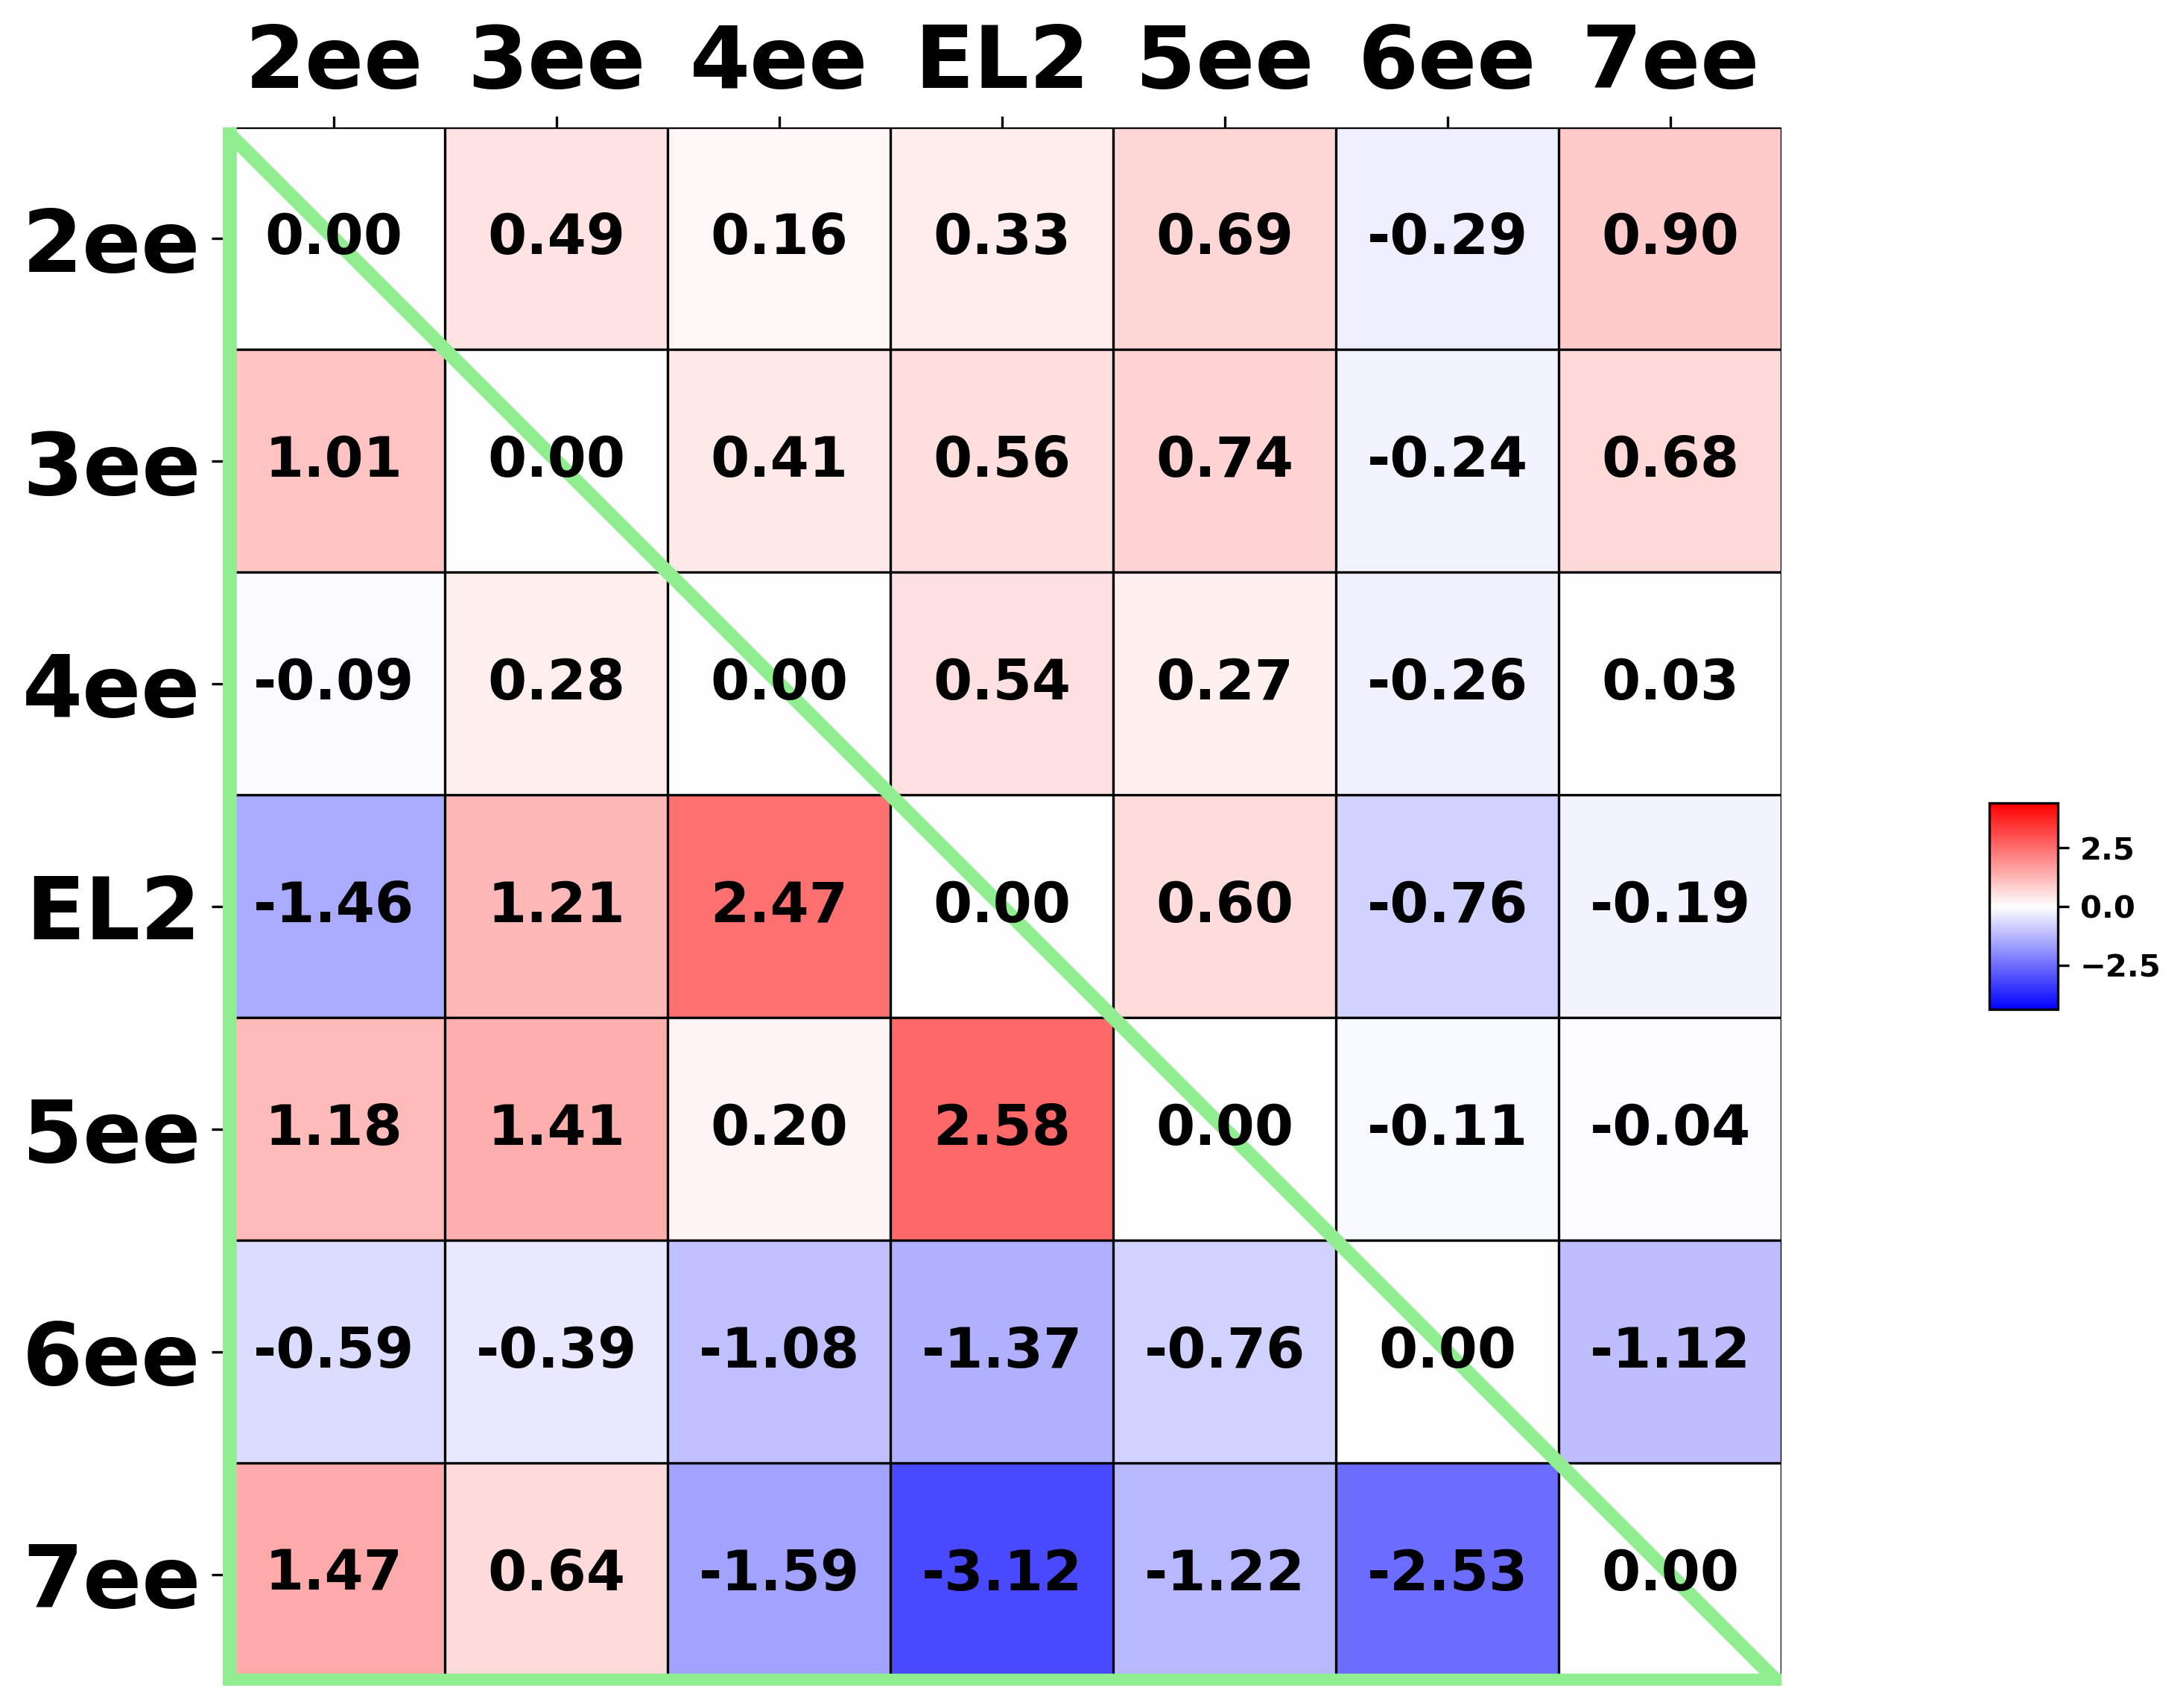 2ee 3ee 4ee EL2 5ee 6ee 7ee
2ee 0.00 0.49 0.16 0.33 0.69 -0.29 0.90
3ee 1.01 0.00 0.41 0.56 0.74 -0.24 0.68
4ee -0.09 0.28 0.00 0.54 0.27 -0.26 0.03
EL2 -1.46 1.21 2.47 0.00 0.60 -0.76 -0.19
5ee 1.18 1.41 0.20 2.58 0.00 -0.11 -0.04
6ee -0.59 -0.39 -1.08 -1.37 -0.76 0.00 -1.12
7ee 1.47 0.64 -1.59 -3.12 -1.22 -2.53 0.00
2.5
0.0
−2.5